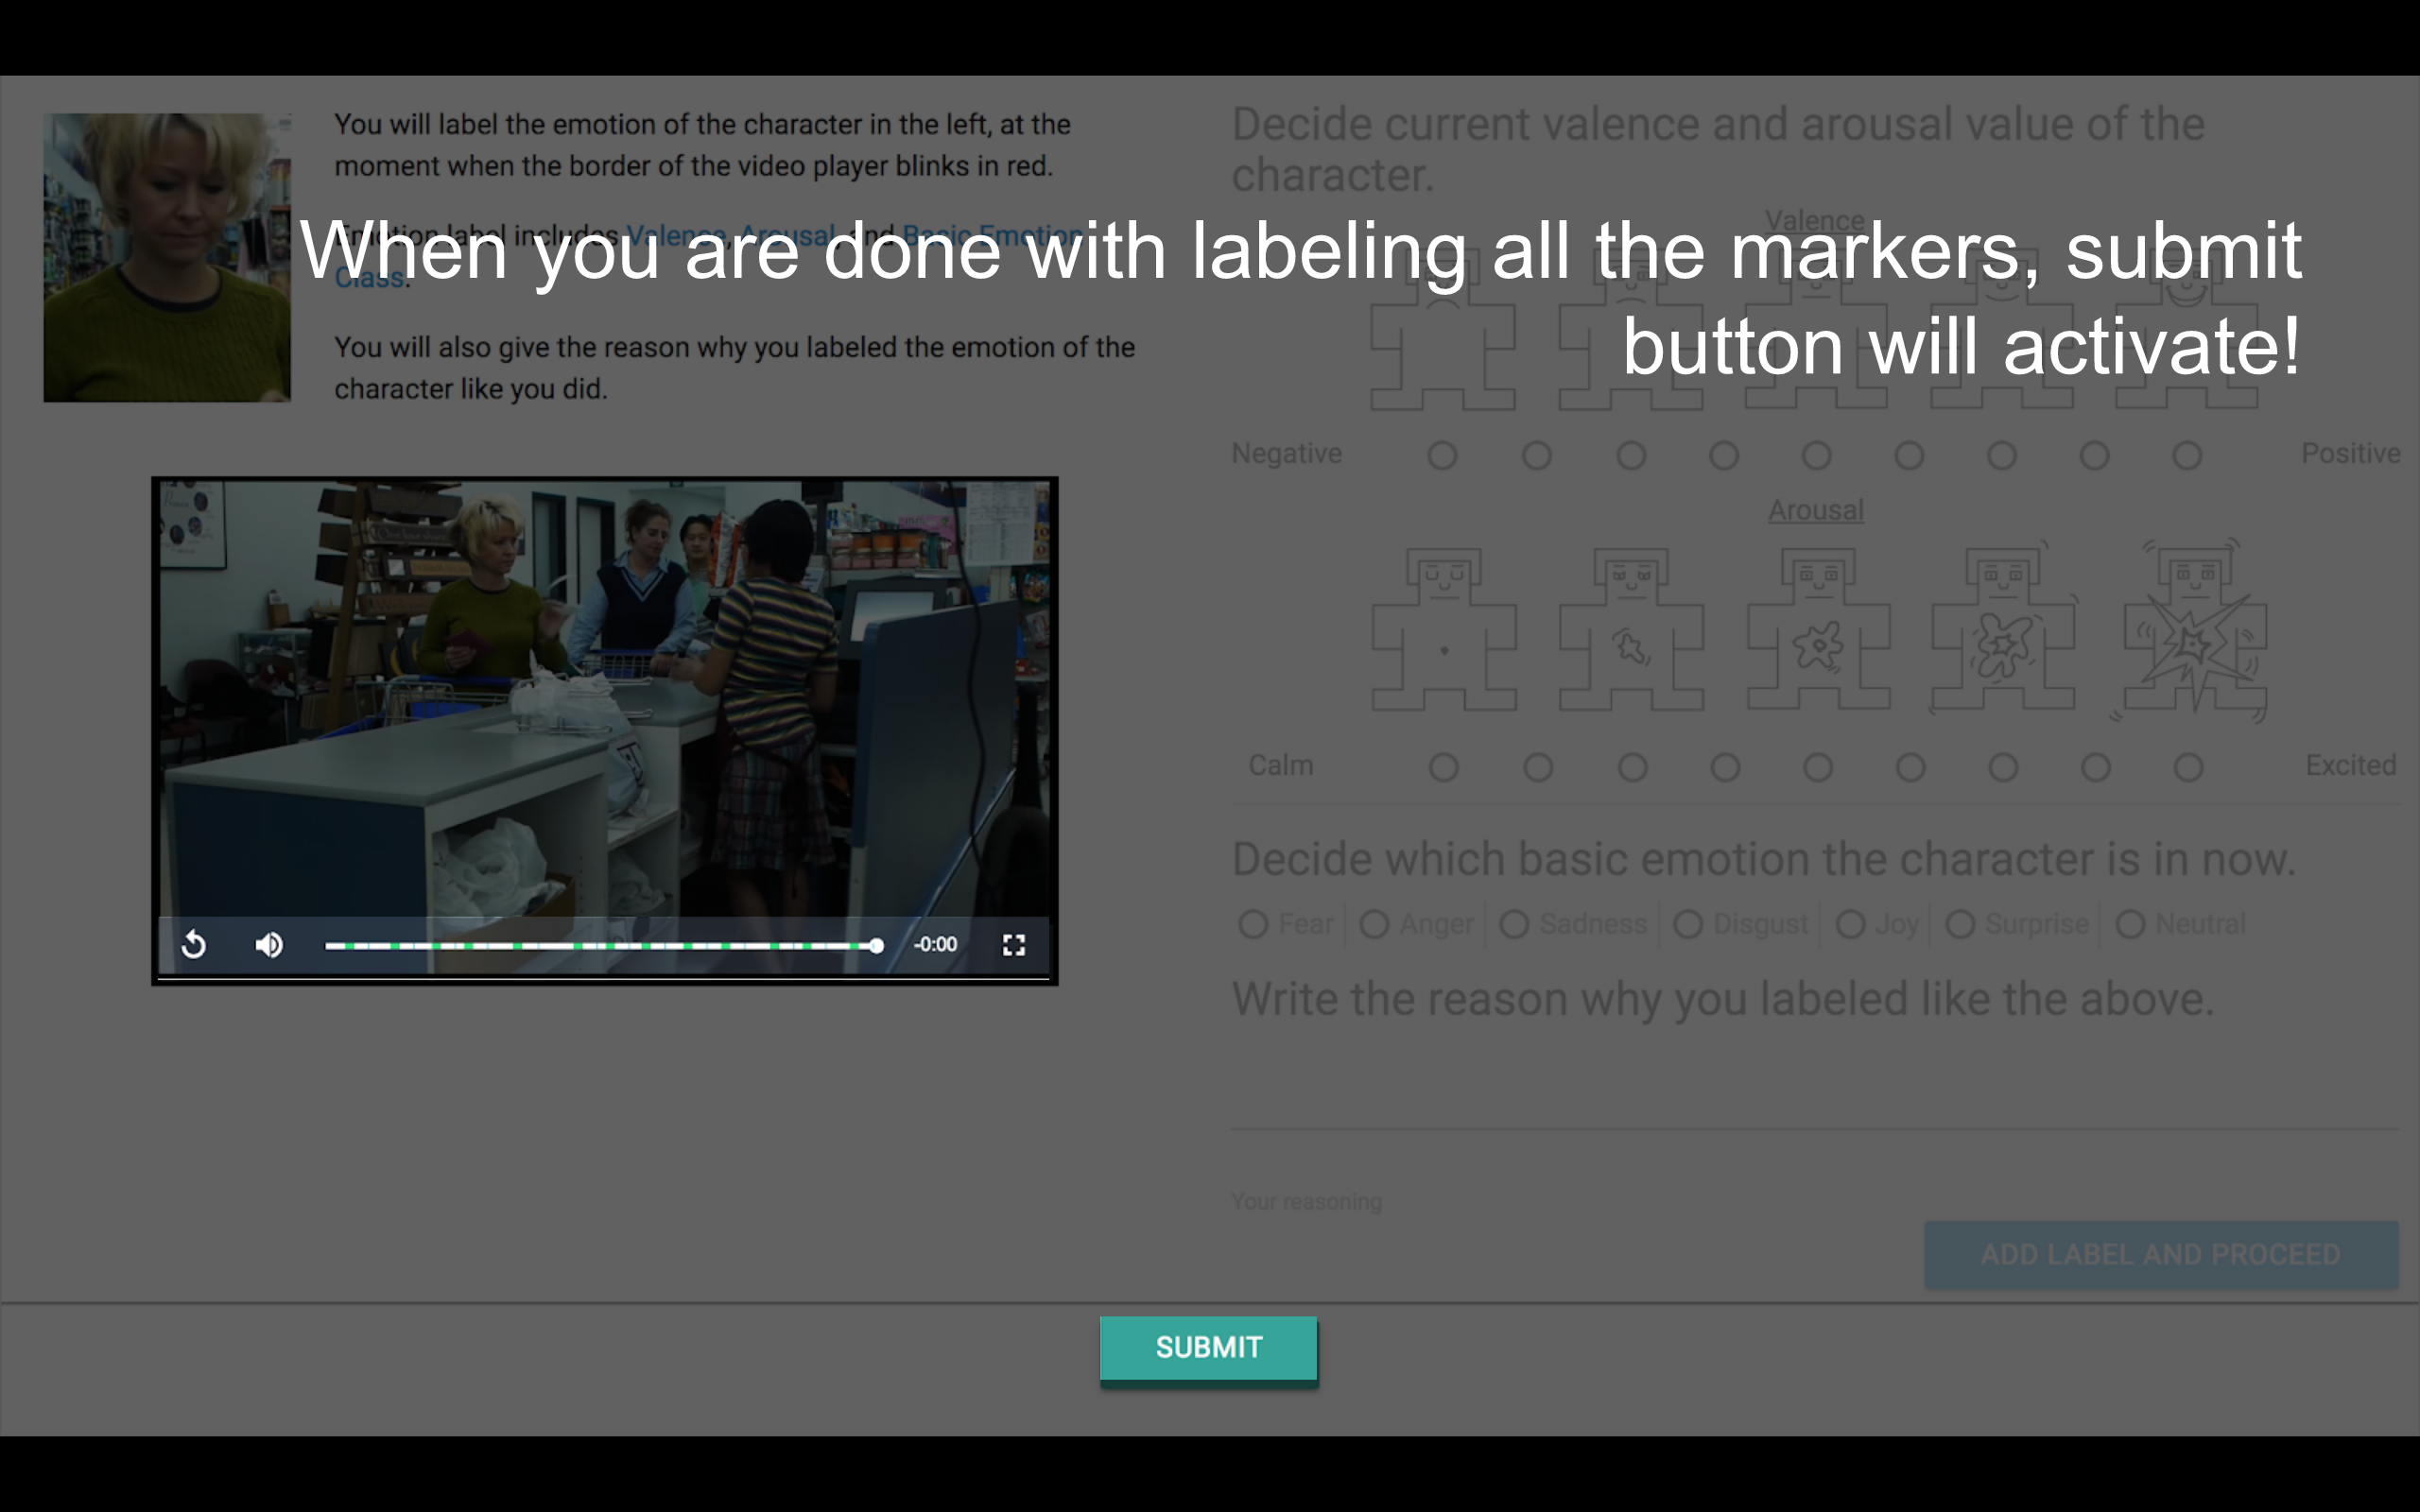 You will label the emotion of the character in the left, at the
moment when the border of the video player blinks in red.
Emotion label includes Valence, Arousal, and Basic Emotion
Class.
You will also give the reason why you labeled the emotion of the
character like you did.
When you are done with labeling all the markers, submit
button will activate!
-0:00
Decide current valence and arousal value of the
character.
Valence
Negative
Positive
Arousal
Calm
Excited
Decide which basic emotion the character is in now.
Fear Anger Sadness Disgust Joy Surprise Neutral
Write the reason why you labeled like the above.
Your reasoning
ADD LABEL AND PROCEED
SUBMIT